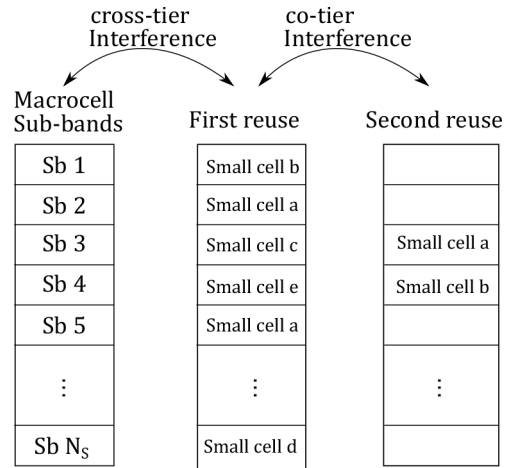 cross-tier
Interference
co-tier
Interference
Macrocell
Sub-bands
First reuse
Second reuse
Sb 1
Small cell b
Sb 2
Small cell a
Sb 3
Small cell c
Small cell a
Sb 4
Small cell e
Small cell b
Sb 5
Small cell a
⋮
⋮
⋮
Sb N_S
Small cell d